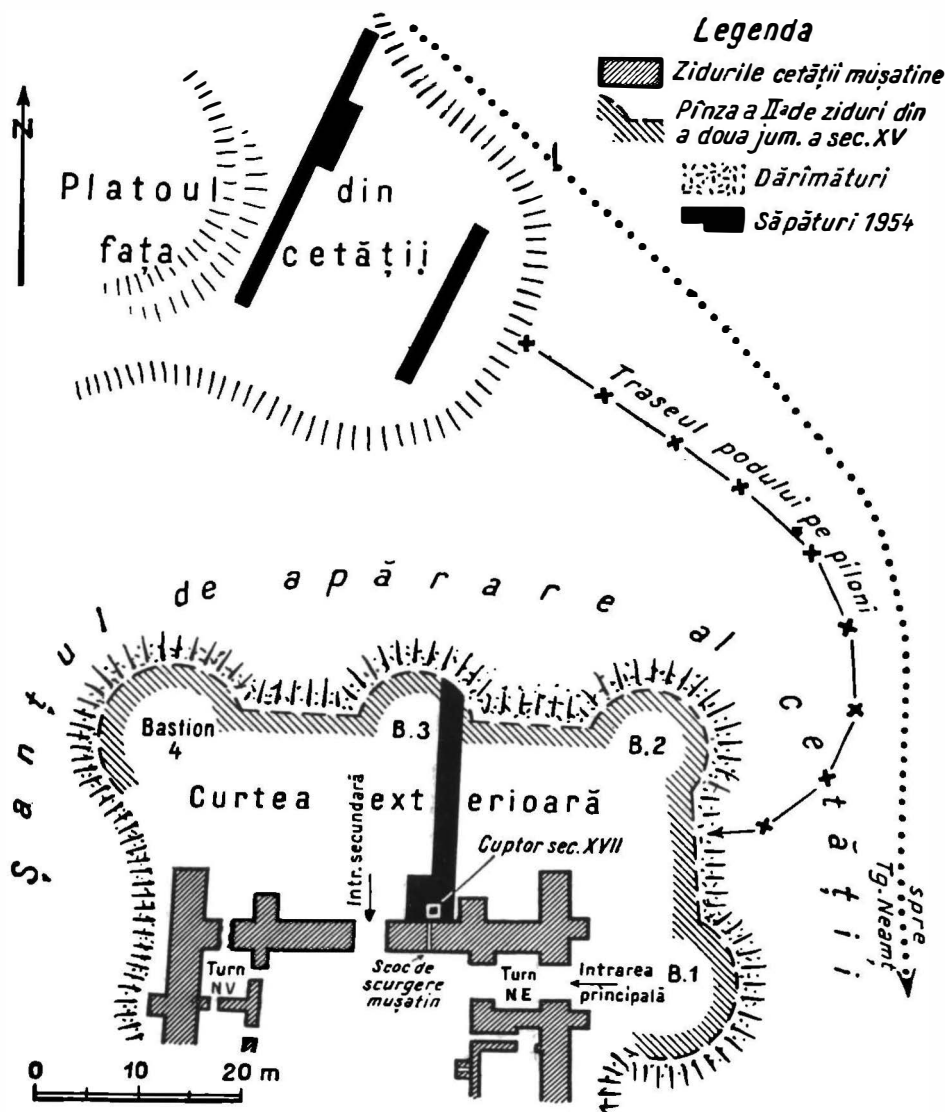 Legenda
Zidurile cetății mușatine
Pînza a IIa de ziduri din
a doua jum. a sec. XV
Dărîmături
Săpături 1954
Z
Platoul din
fața cetății
Traseul podului pe piloni
Șanțul de apărare al cetății
Bastion
4
B.3
B.2
Curtea exterioară
Intr. secundară
Cuptor sec. XVII
spre
Tg. Neamț
Turn
NV
Scoc de
scurgere
mușatin
Turn
NE
Intrarea
principală
B.1
0 10 20 m